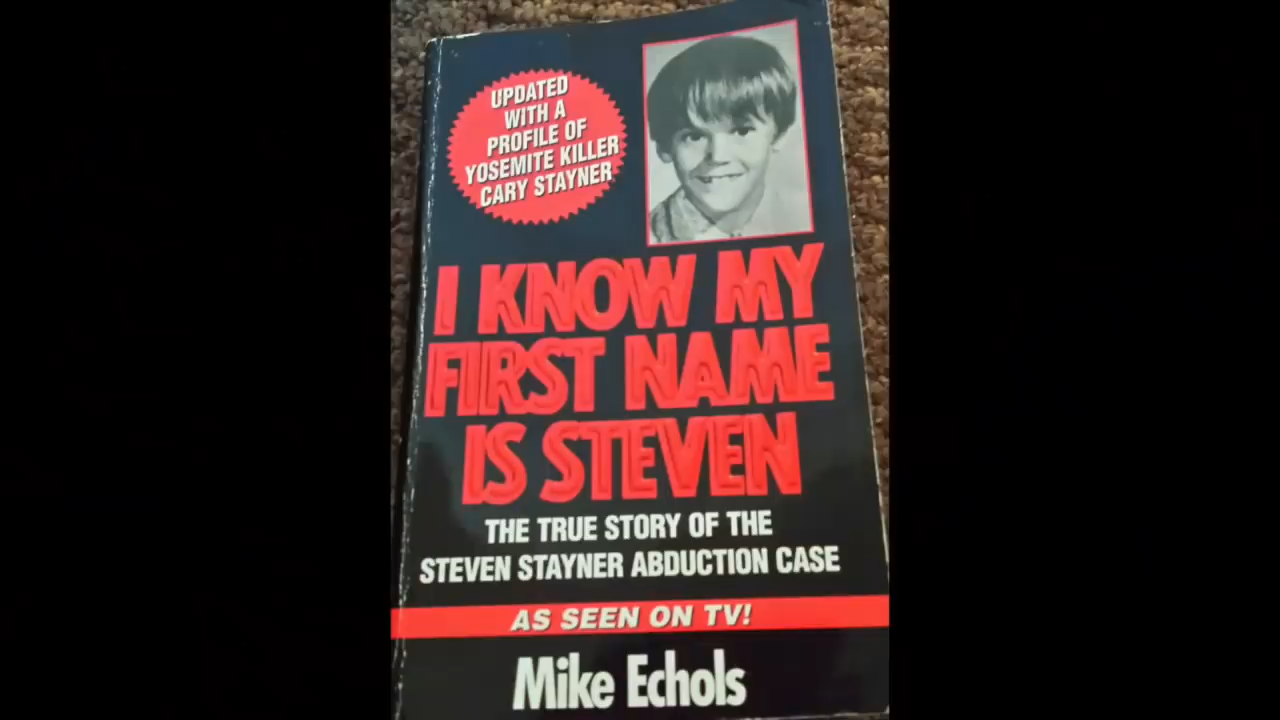 UPDATED
WITH A
PROFILE OF
YOSEMITE KILLER
CARY STAYNER
I KNOW MY
FIRST NAME
IS STEVEN
THE TRUE STORY OF THE
STEVEN STAYNER ABDUCTION CASE
AS SEEN ON TV!
Mike Echols